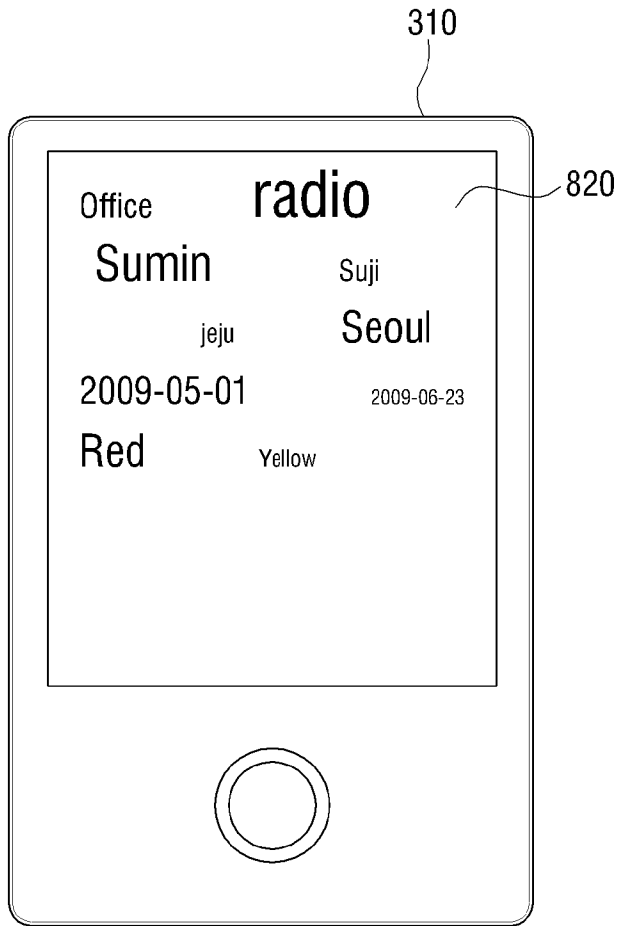 310
820
Office radio
Sumin Suji
jeju Seoul
2009-05-01 2009-06-23
Red Yellow